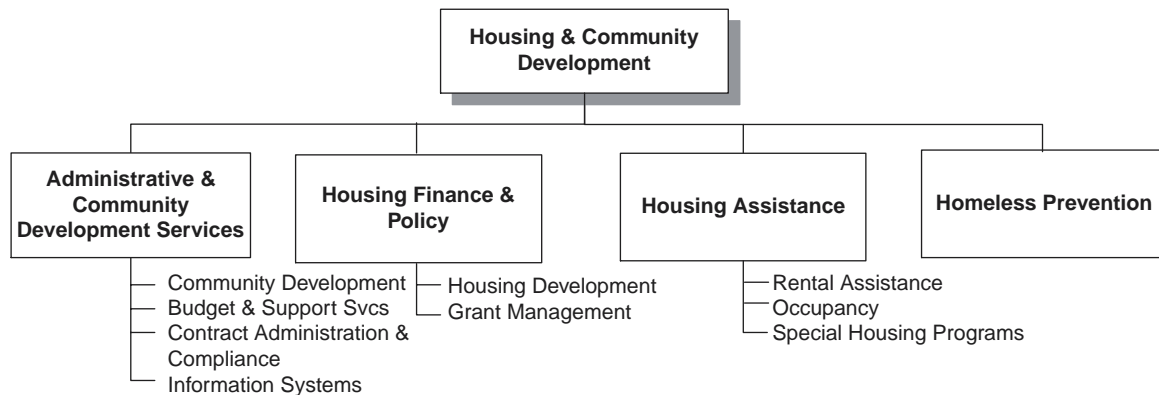 Housing & Community
Development
Administrative &
Community
Development Services
Housing Finance &
Policy
Housing Assistance
Homeless Prevention
Community Development
Budget & Support Svcs
Contract Administration &
Compliance
Information Systems
Housing Development
Grant Management
Rental Assistance
Occupancy
Special Housing Programs